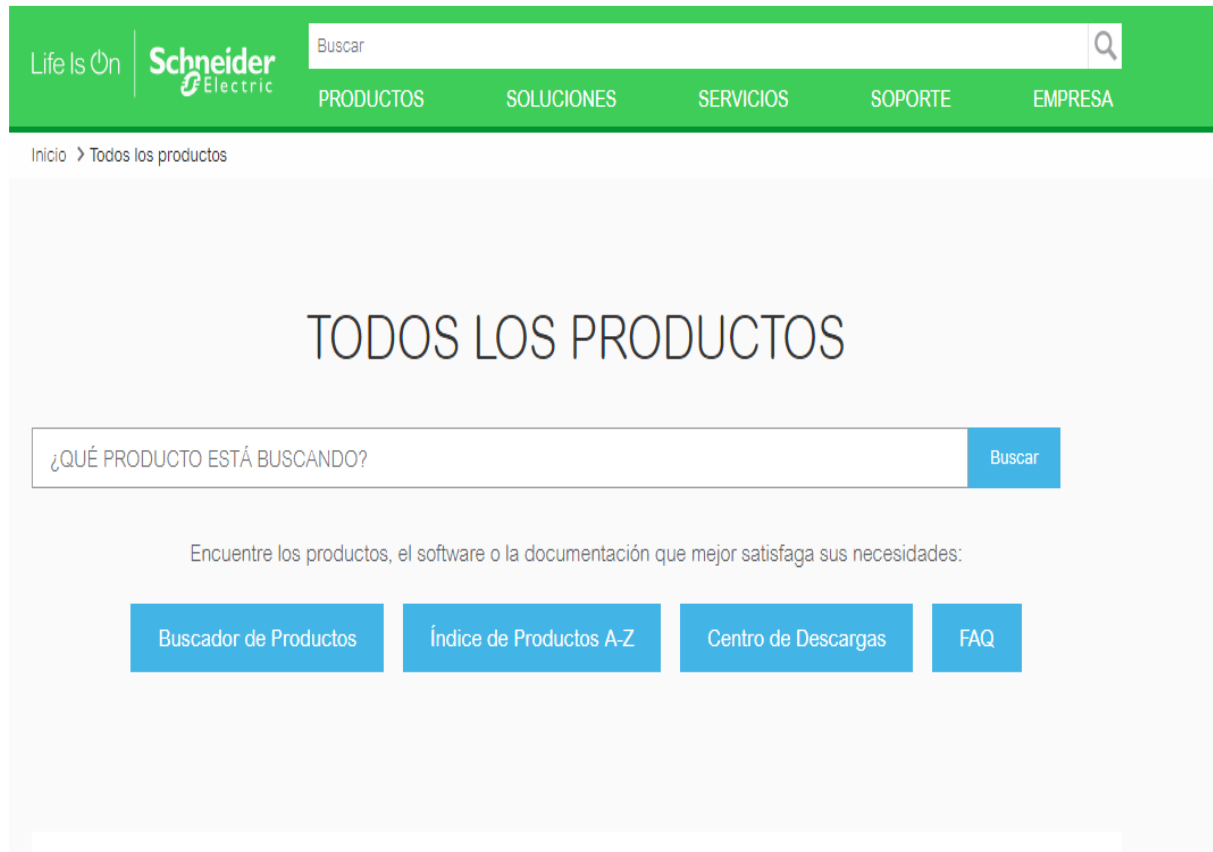 Life Is On
Schneider
Electric
Buscar
PRODUCTOS SOLUCIONES SERVICIOS SOPORTE EMPRESA
Inicio > Todos los productos
TODOS LOS PRODUCTOS
¿QUÉ PRODUCTO ESTÁ BUSCANDO? Buscar
Encuentre los productos, el software o la documentación que mejor satisfaga sus necesidades:
Buscador de Productos Índice de Productos A-Z Centro de Descargas FAQ